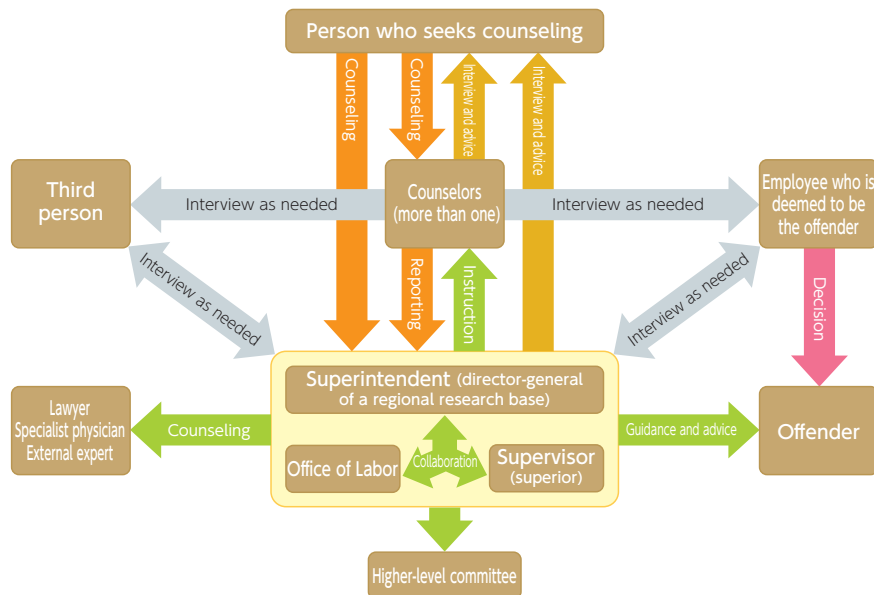 Person who seeks counseling
Counseling
Counseling
Interview and advice
Interview and advice
Third
person
Interview as needed
Counselors
(more than one)
Interview as needed
Employee who is
deemed to be
the offender
Interview as needed
Reporting
Instruction
Interview as needed
Decision
Superintendent (director-general
of a regional research base)
Lawyer
Specialist physician
External expert
Counseling
Office of Labor
Collaboration
Supervisor
(superior)
Guidance and advice
Offender
Higher-level committee